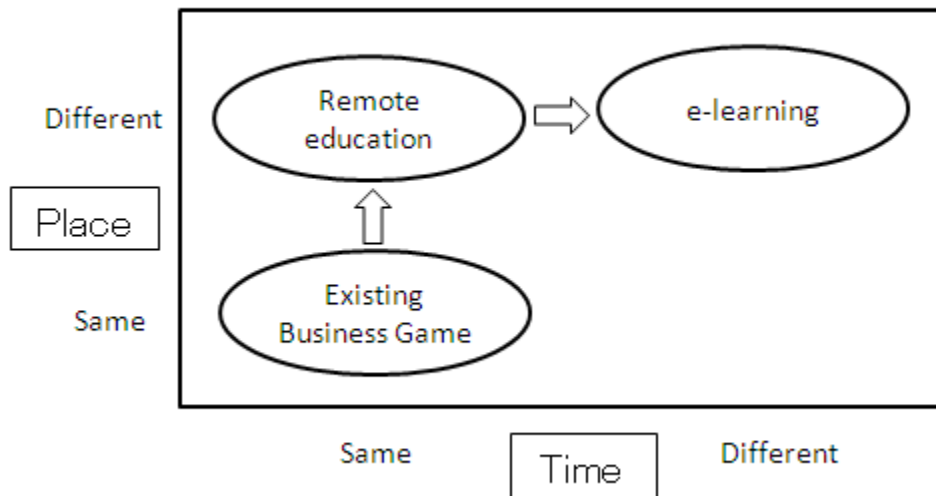 Remote
education
e-learning
Different
Place
Existing
Business Game
Same
Same
Time
Different